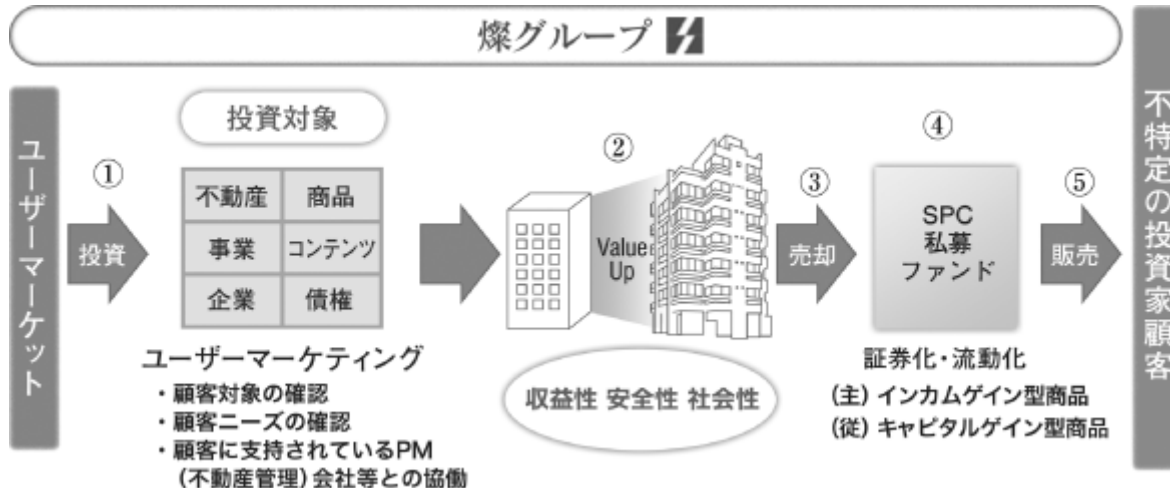 燦グループ
ユーザーマーケット
①
投資
投資対象
不動産 商品
事業 コンテンツ
企業 債権
ユーザーマーケティング
・顧客対象の確認
・顧客ニーズの確認
・顧客に支持されているPM
(不動産管理)会社等との協働
②
Value
Up
収益性 安全性 社会性
③
売却
④
SPC
私募
ファンド
証券化・流動化
(主) インカムゲイン型商品
(従) キャピタルゲイン型商品
⑤
販売
不特定の投資家顧客